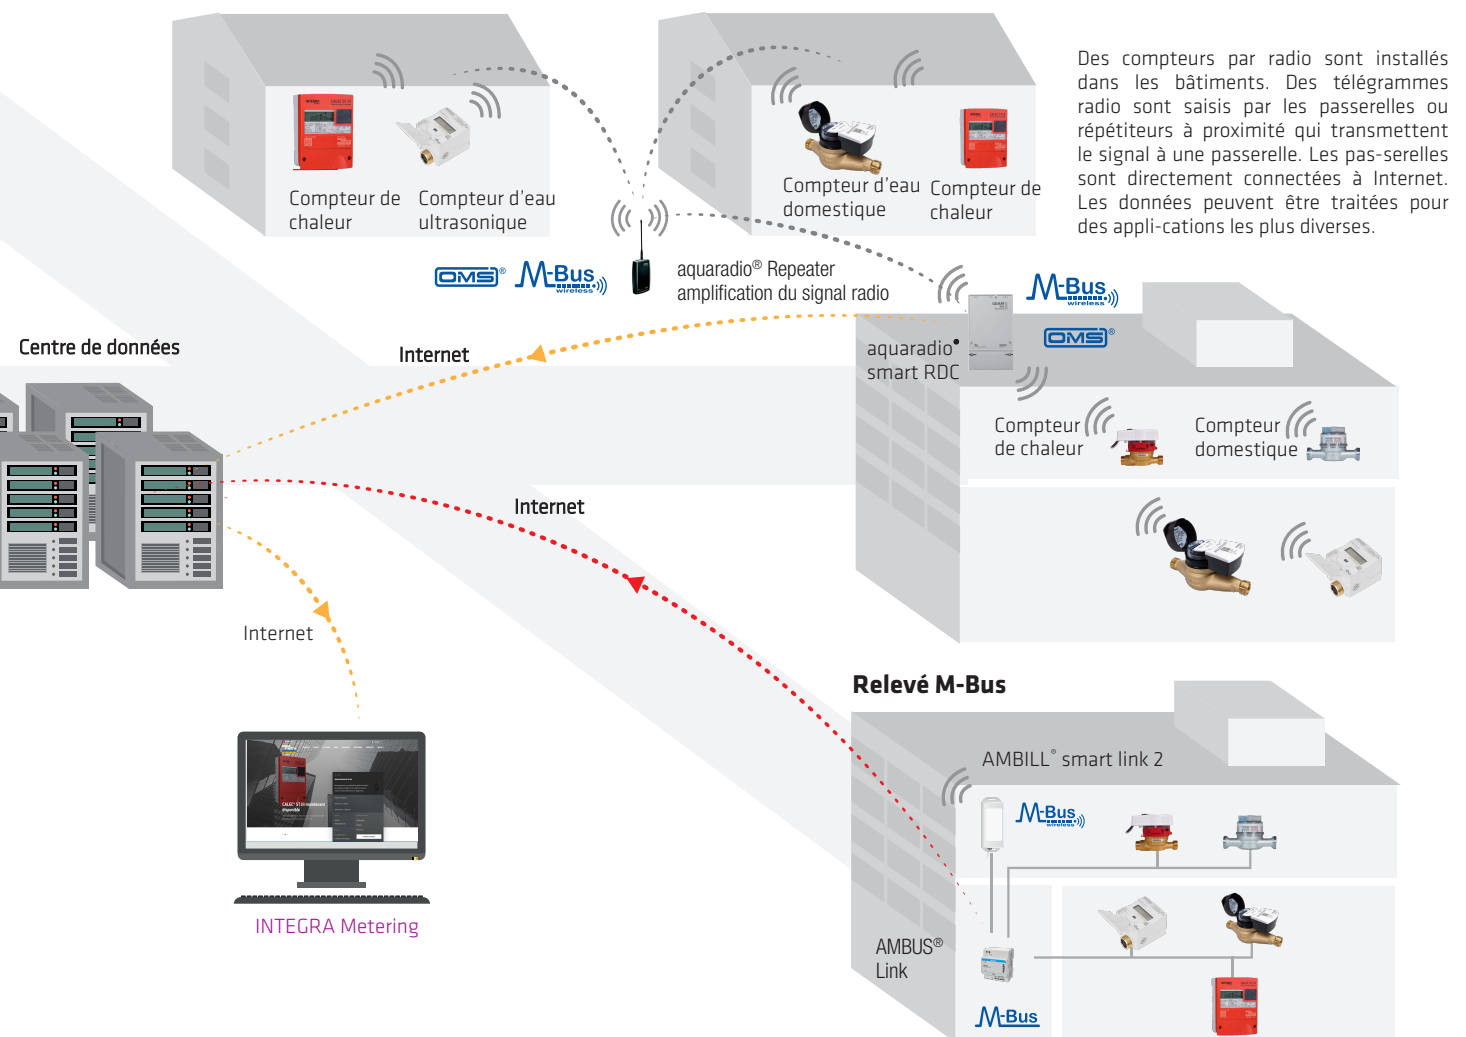 Des compteurs par radio sont installés
dans les bâtiments. Des télégrammes
radio sont saisis par les passerelles ou
répétiteurs à proximité qui transmettent
le signal à une passerelle. Les pas-serelles
sont directement connectées à Internet.
Les données peuvent être traitées pour
des appli-cations les plus diverses.
Compteur de
chaleur
Compteur d'eau
ultrasonique
Compteur d'eau
domestique
Compteur de
chaleur
OMS®
M-Bus
wireless
aquaradio® Repeater
amplification du signal radio
M-Bus
wireless
OMS®
Centre de données
Internet
aquaradio®
smart RDC
Compteur
de chaleur
Compteur
domestique
Internet
Internet
Relevé M-Bus
AMBILL® smart link 2
M-Bus
wireless
CALEC® ST III maintenant
disponible
INTEGRA Metering
AMBUS®
Link
M-Bus